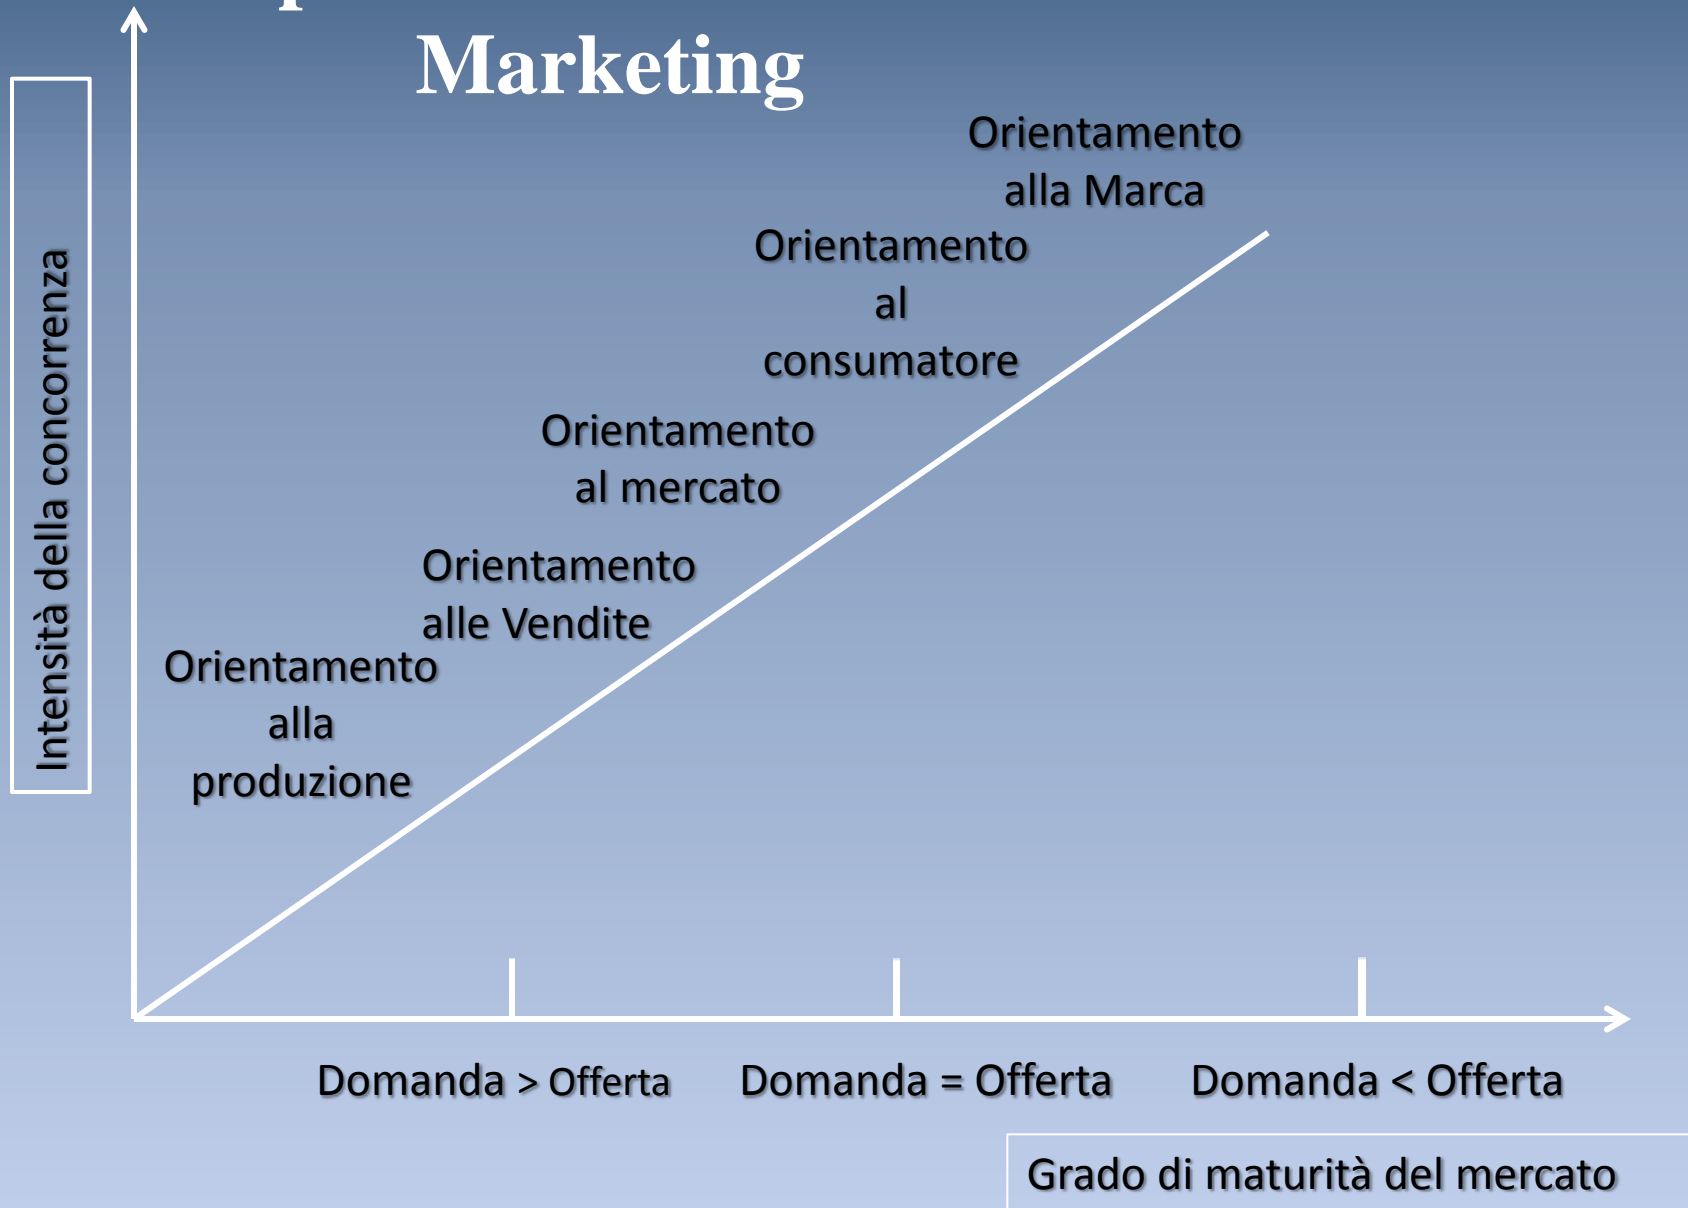 Marketing
Intensità della concorrenza
Orientamento
alla Marca
Orientamento
al
consumatore
Orientamento
al mercato
Orientamento
alle Vendite
Orientamento
alla
produzione
Domanda > Offerta
Domanda = Offerta
Domanda < Offerta
Grado di maturità del mercato